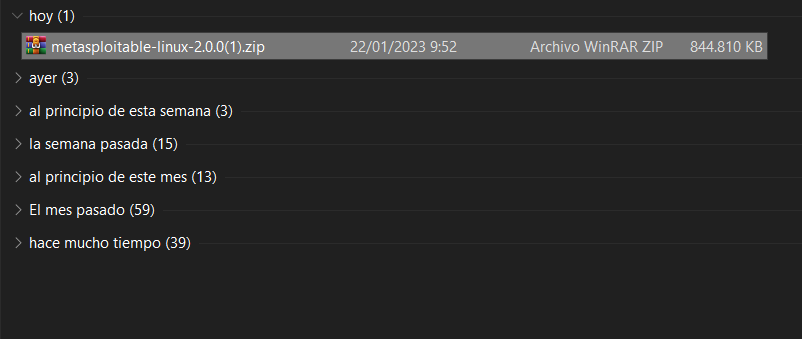 hoy (1)
metasploitable-linux-2.0.0(1).zip 22/01/2023 9:52 Archivo WinRAR ZIP 844.810 KB
ayer (3)
al principio de esta semana (3)
la semana pasada (15)
al principio de este mes (13)
El mes pasado (59)
hace mucho tiempo (39)